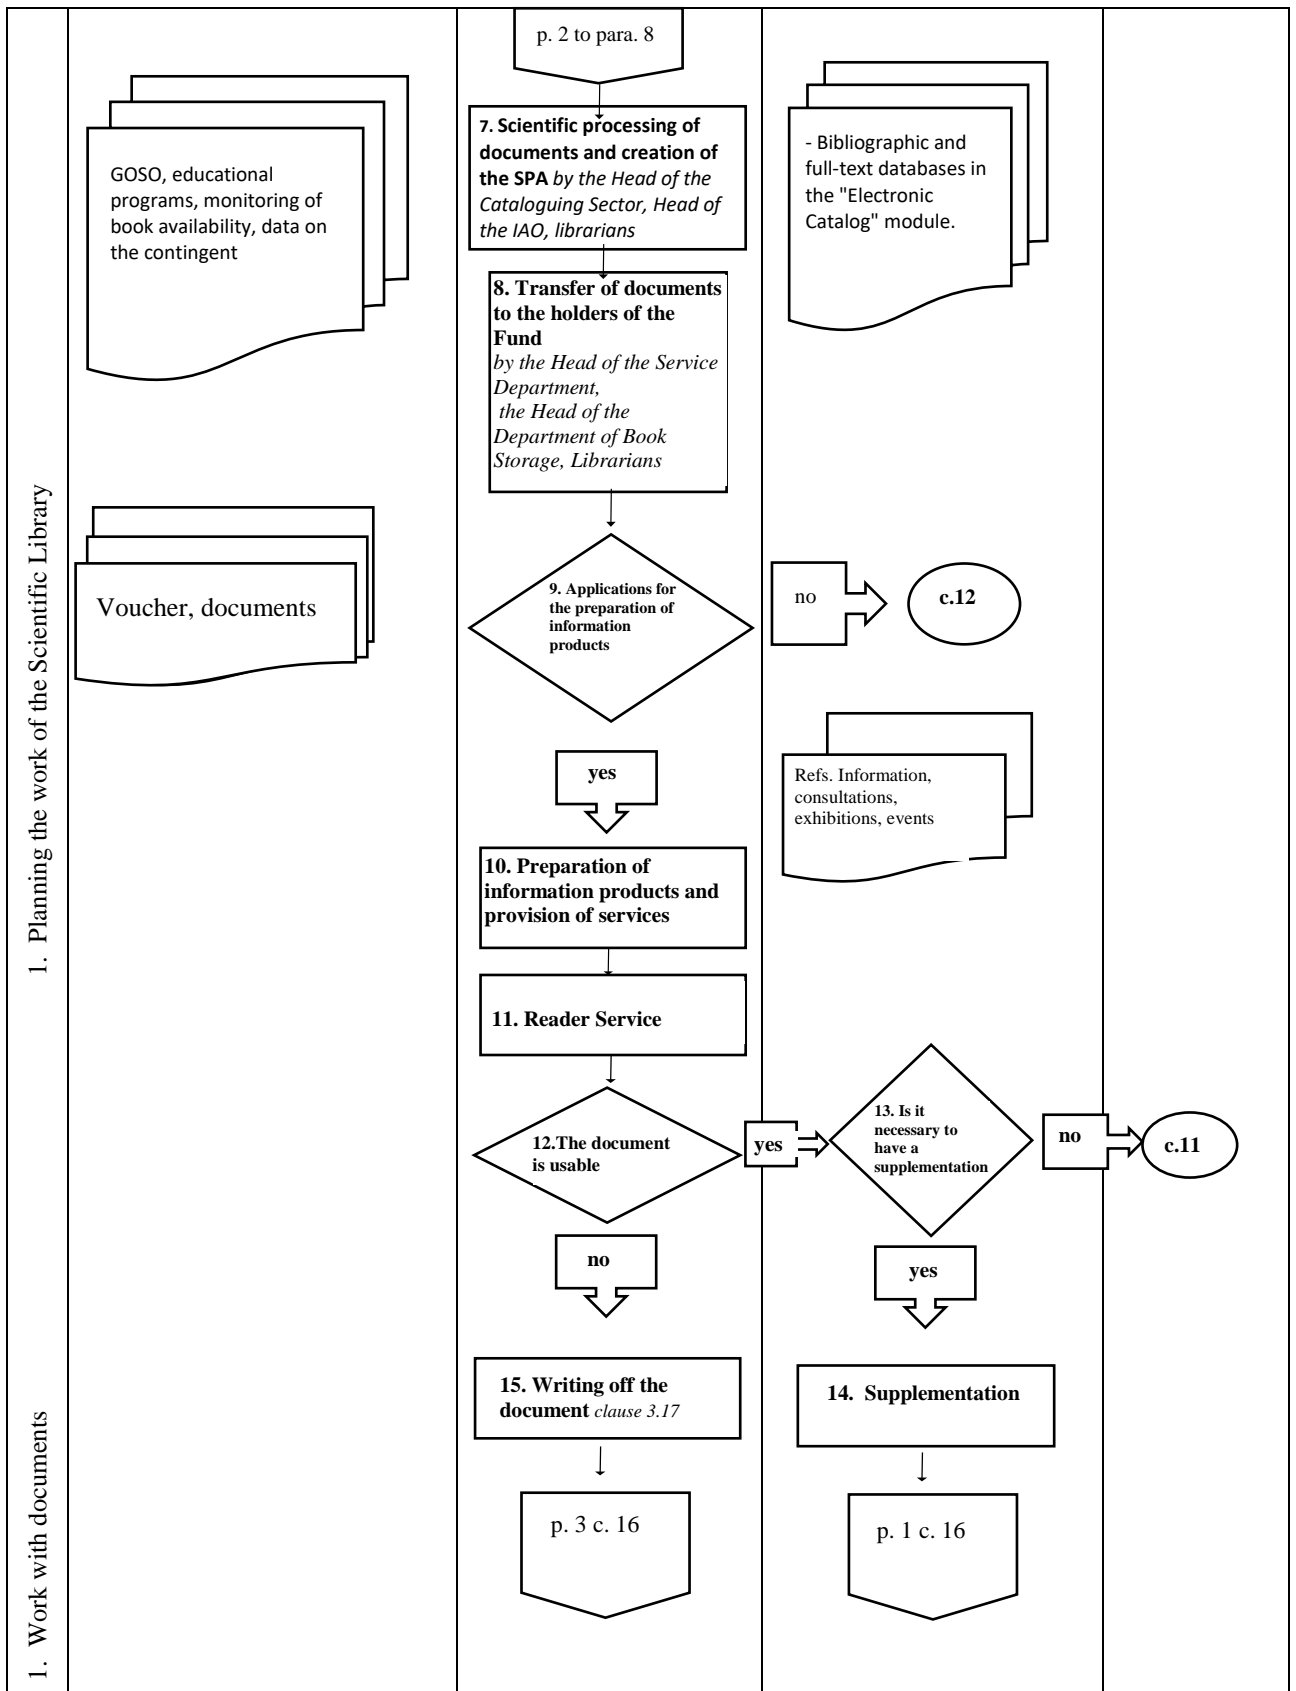 p. 2 to para. 8
7. Scientific processing of
documents and creation of
the SPA by the Head of the
Cataloguing Sector, Head of
the IAO, librarians
GOSO, educational
programs, monitoring of
book availability, data on
the contingent
- Bibliographic and
full-text databases in
the "Electronic
Catalog" module.
8. Transfer of documents
to the holders of the
Fund
by the Head of the Service
Department,
the Head of the
Department of Book
Storage, Librarians
1. Planning the work of the Scientific Library
Voucher, documents
9. Applications for
the preparation of
information
products
no
c.12
yes
Refs. Information,
consultations,
exhibitions, events
10. Preparation of
information products and
provision of services
11. Reader Service
12.The document
is usable
yes
13. Is it
necessary to
have a
supplementation
no
c.11
no
yes
15. Writing off the
document clause 3.17
14. Supplementation
1. Work with documents
p. 3 c. 16
p. 1 c. 16